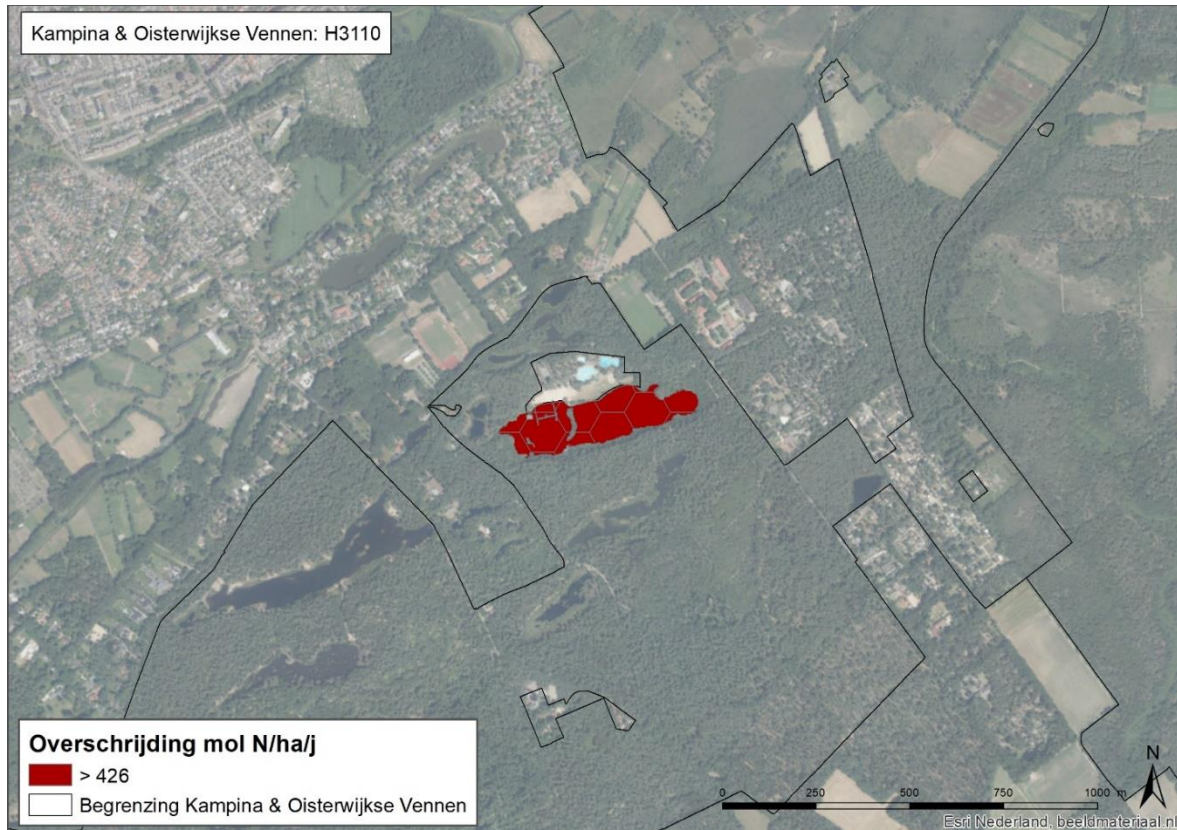 Kampina & Oisterwijkse Vennen: H3110
Overschrijding mol N/ha/j
> 426
Begrenzing Kampina & Oisterwijkse Vennen
N
0 250 500 750 1000 m
Esri Nederland, beeldmateriaal.nl